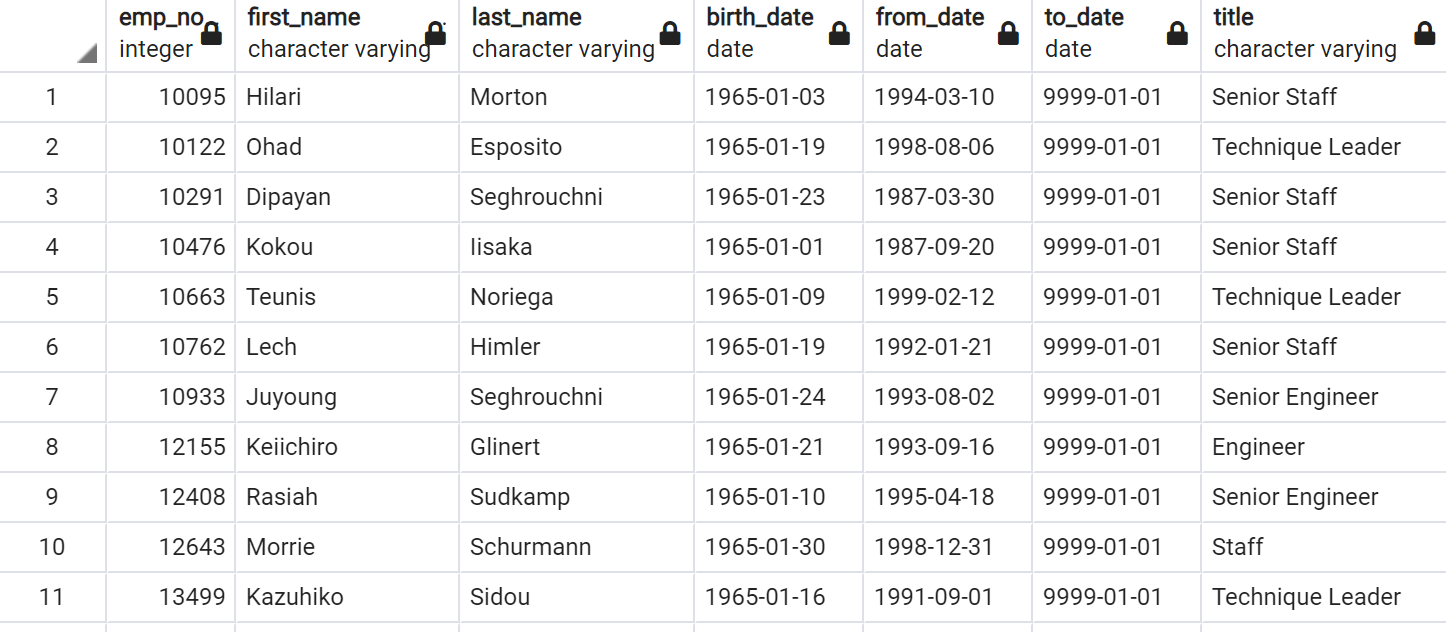 emp_no first_name last_name birth_date from_date to_date title
integer character varying character varying date date date character varying
1 10095 Hilari Morton 1965-01-03 1994-03-10 9999-01-01 Senior Staff
2 10122 Ohad Esposito 1965-01-19 1998-08-06 9999-01-01 Technique Leader
3 10291 Dipayan Seghrouchni 1965-01-23 1987-03-30 9999-01-01 Senior Staff
4 10476 Kokou Iisaka 1965-01-01 1987-09-20 9999-01-01 Senior Staff
5 10663 Teunis Noriega 1965-01-09 1999-02-12 9999-01-01 Technique Leader
6 10762 Lech Himler 1965-01-19 1992-01-21 9999-01-01 Senior Staff
7 10933 Juyoung Seghrouchni 1965-01-24 1993-08-02 9999-01-01 Senior Engineer
8 12155 Keiichiro Glinert 1965-01-21 1993-09-16 9999-01-01 Engineer
9 12408 Rasiah Sudkamp 1965-01-10 1995-04-18 9999-01-01 Senior Engineer
10 12643 Morrie Schurmann 1965-01-30 1998-12-31 9999-01-01 Staff
11 13499 Kazuhiko Sidou 1965-01-16 1991-09-01 9999-01-01 Technique Leader